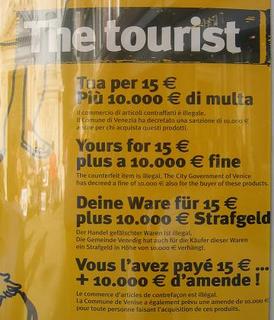 The tourist
Tua per 15 €
Più 10.000 € di multa
Il commercio di articoli contraffatti è illegale.
Il Comune di Venezia ha decretato una sanzione di 10.000 €
anche per chi acquista questi prodotti.
Yours for 15 €
plus a 10.000 € fine
The counterfeit item is illegal. The City Government of Venice
has decreed a fine of 10.000 € also for the buyer of these products.
Deine Ware für 15 €
plus 10.000 € Strafgeld
Der Handel gefälschter Waren ist illegal.
Die Gemeinde Venedig hat auch für die Käufer dieser Waren
ein Strafgeld in Höhe von 10.000 € verhängt.
Vous l'avez payé 15 € ...
+ 10.000 € d'amende !
Le commerce d'articles de contrefaçon est illegal.
La Commune de Venise a également prévu une amende de 10.000 €
pour toute personne faisant l'acquisition de ces produits.